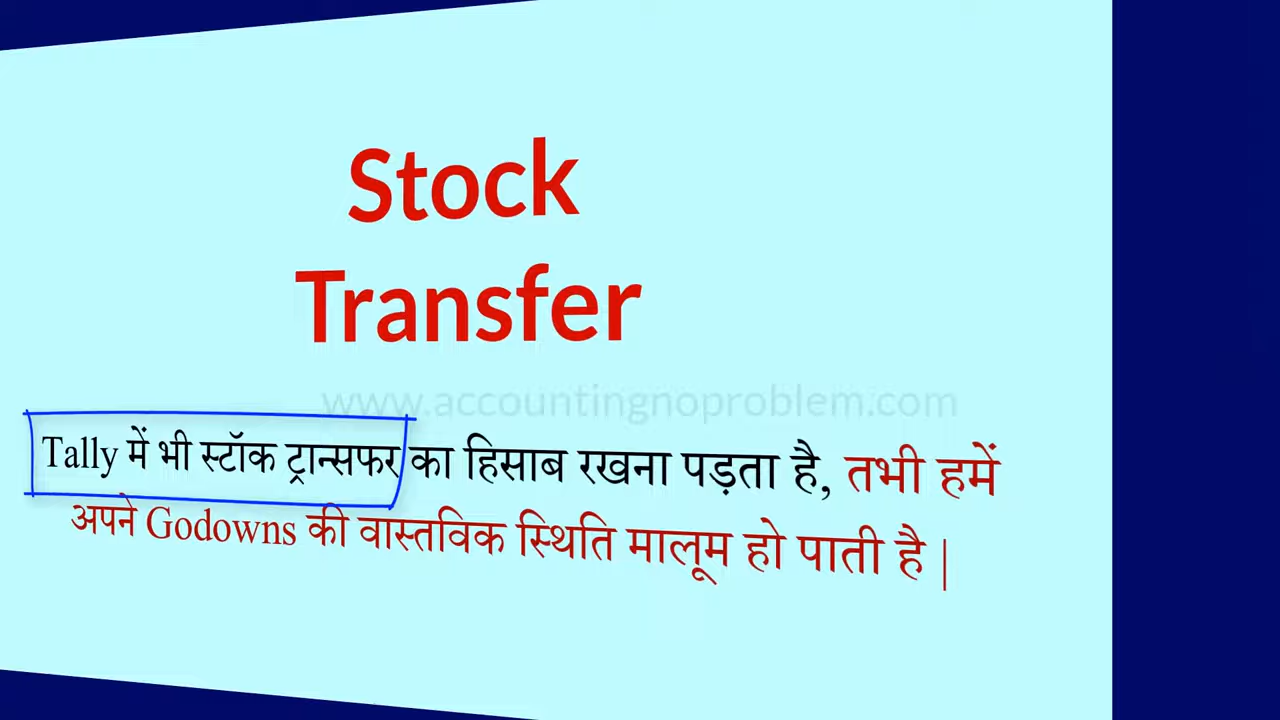 Stock
Transfer
www.accountingnoproblem.com
Tally में भी स्टॉक ट्रान्सफर का हिसाब रखना पड़ता है, तभी हमें
अपने Godowns की वास्तविक स्थिति मालूम हो पाती है |